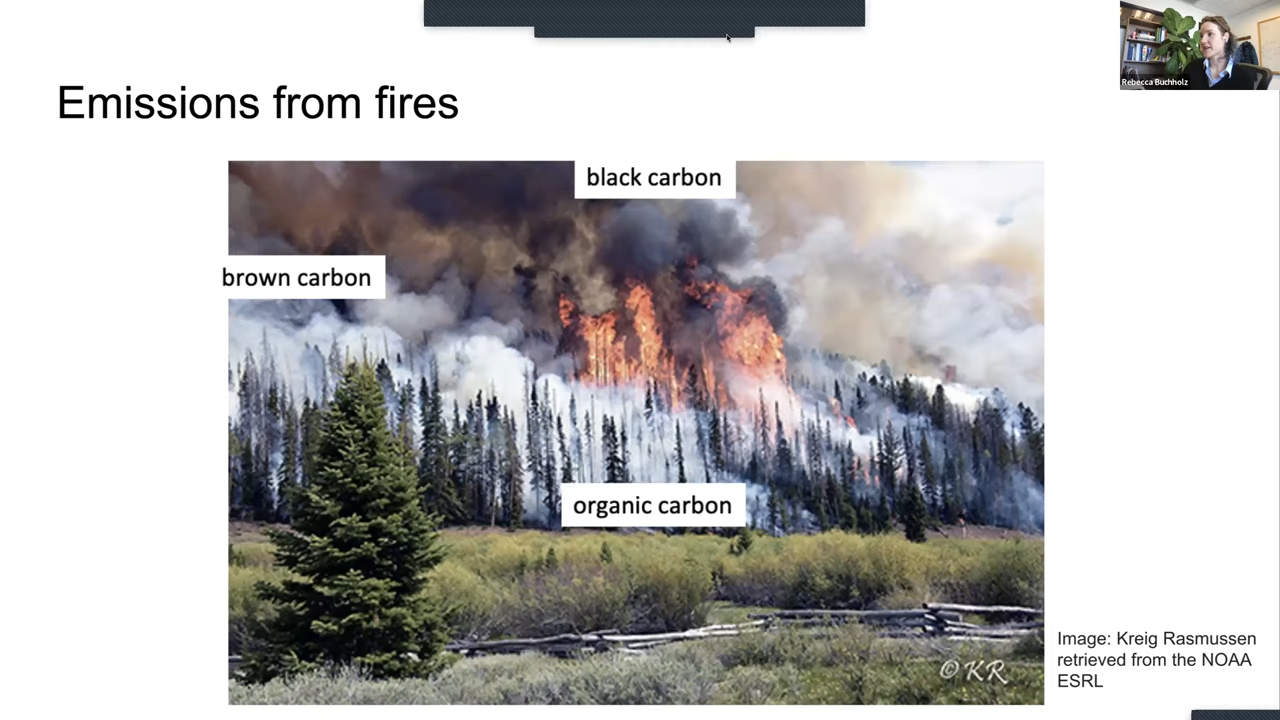 Rebecca Buchholz
Emissions from fires
black carbon
brown carbon
organic carbon
Image: Kreig Rasmussen
retrieved from the NOAA
ESRL
© KR